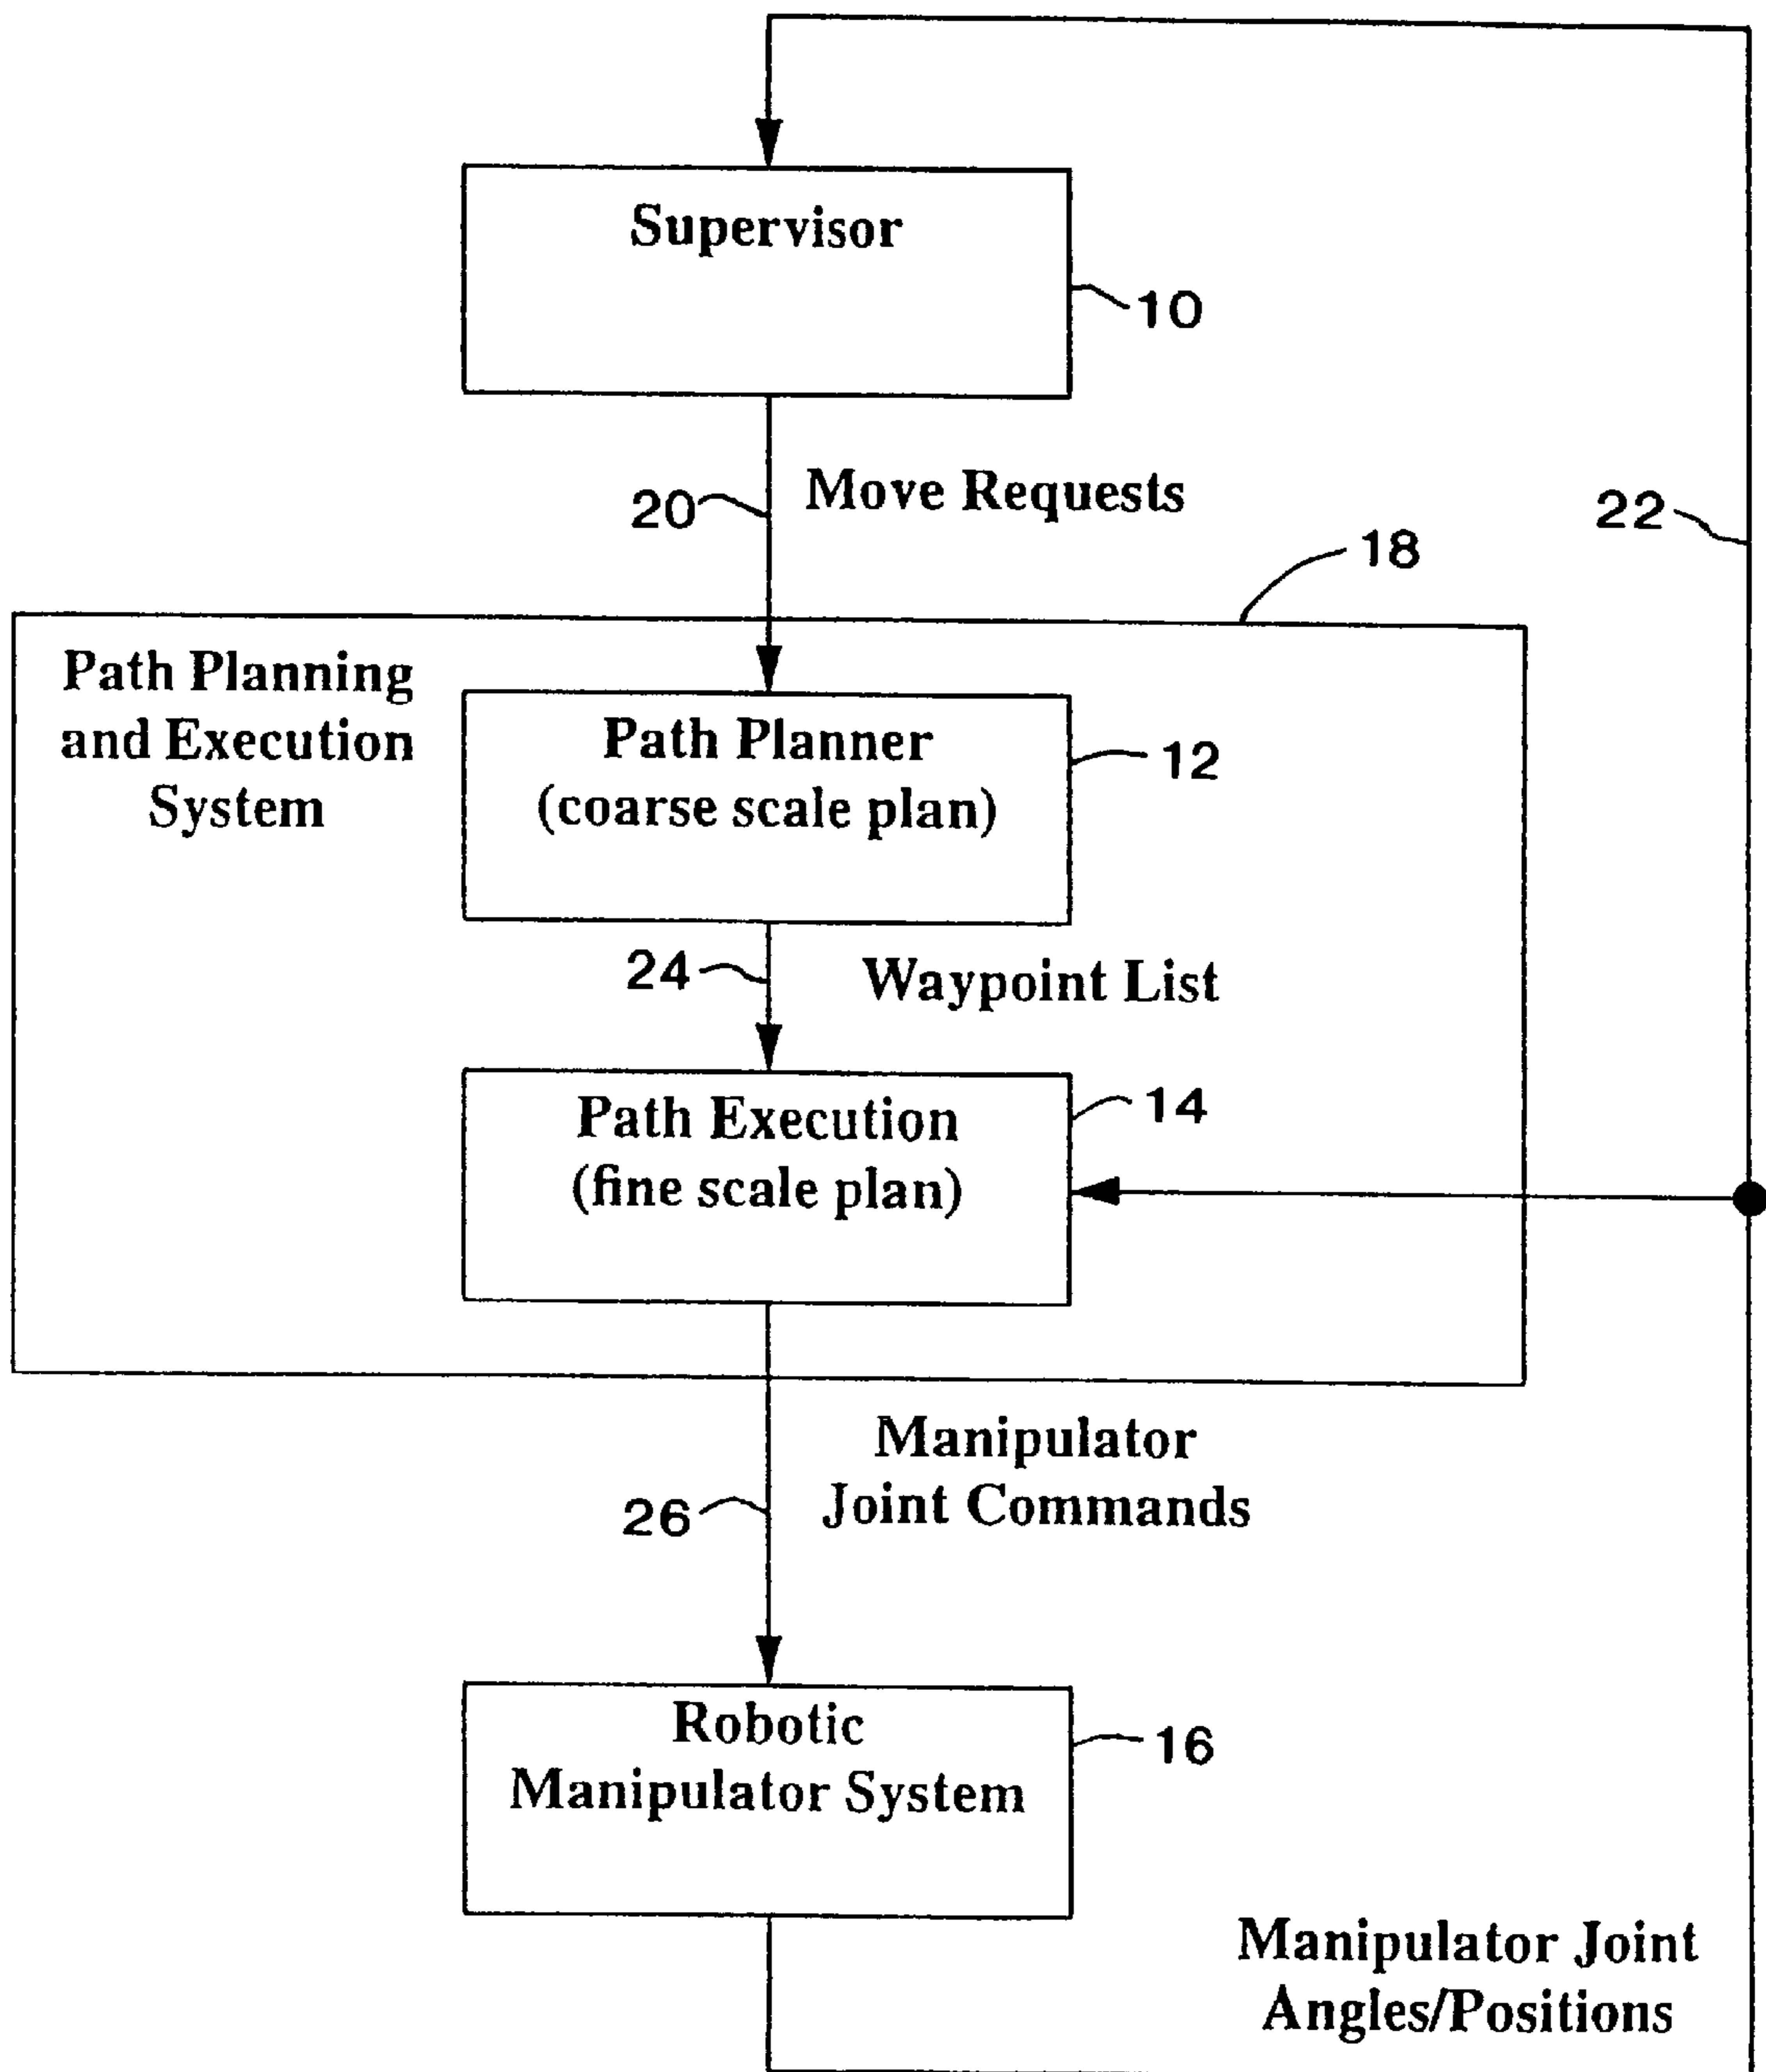 Supervisor
10
Move Requests
20
22
18
Path Planning
and Execution
System
Path Planner
(coarse scale plan)
12
24
Waypoint List
Path Execution
(fine scale plan)
14
Manipulator
Joint Commands
26
Robotic
Manipulator System
16
Manipulator Joint
Angles/Positions